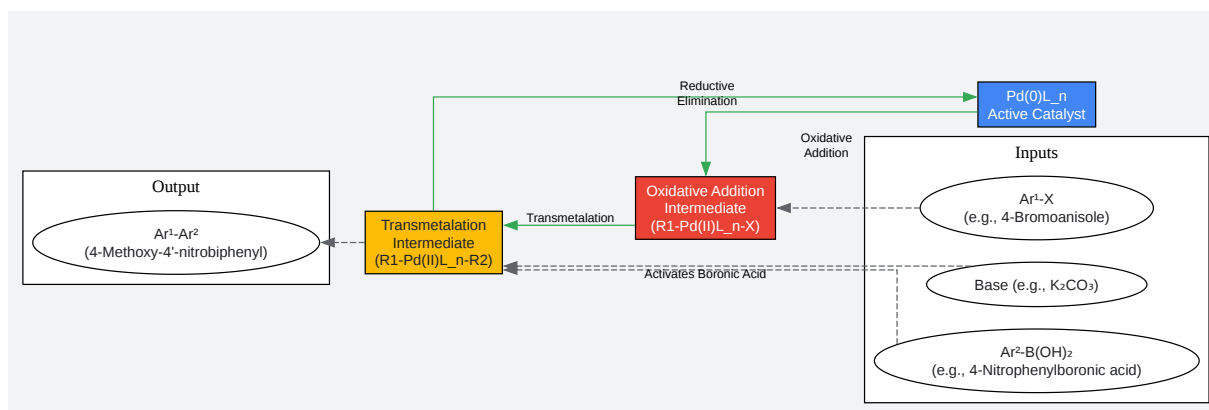 Reductive
Elimination
Pd(0)L_n
Active Catalyst
Oxidative
Addition
Inputs
Output
Ar¹-X
(e.g., 4-Bromoanisole)
Oxidative Addition
Intermediate
(R1-Pd(II)L_n-X)
Transmetalation
Transmetalation
Intermediate
(R1-Pd(II)L_n-R2)
Ar¹-Ar²
(4-Methoxy-4'-nitrobiphenyl)
Activates Boronic Acid
Base (e.g., K₂CO₃)
Ar²-B(OH)₂
(e.g., 4-Nitrophenylboronic acid)